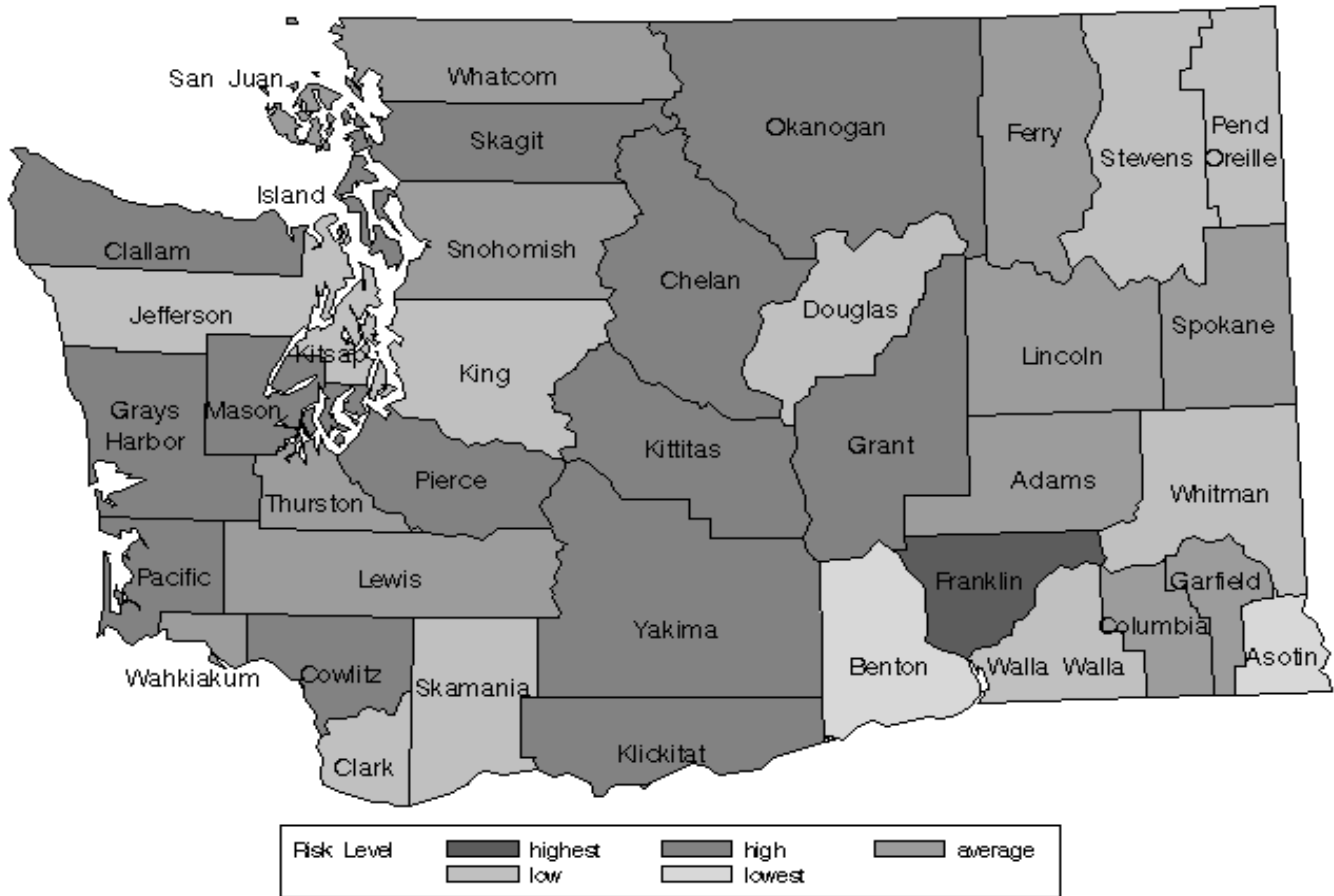 San Juan
Whatcom
Skagit
Okanogan
Ferry
Stevens
Pend
Oreille
Island
Clallam
Snohomish
Chelan
Douglas
Jefferson
Kitsap
King
Lincoln
Spokane
Grays
Harbor
Mason
Kittitas
Grant
Pierce
Thurston
Adams
Whitman
Pacific
Lewis
Franklin
Garfield
Yakima
Columbia
Wahkiakum
Cowlitz
Skamania
Benton
Walla Walla
Asotin
Clark
Klickitat
Risk Level highest high average
low lowest